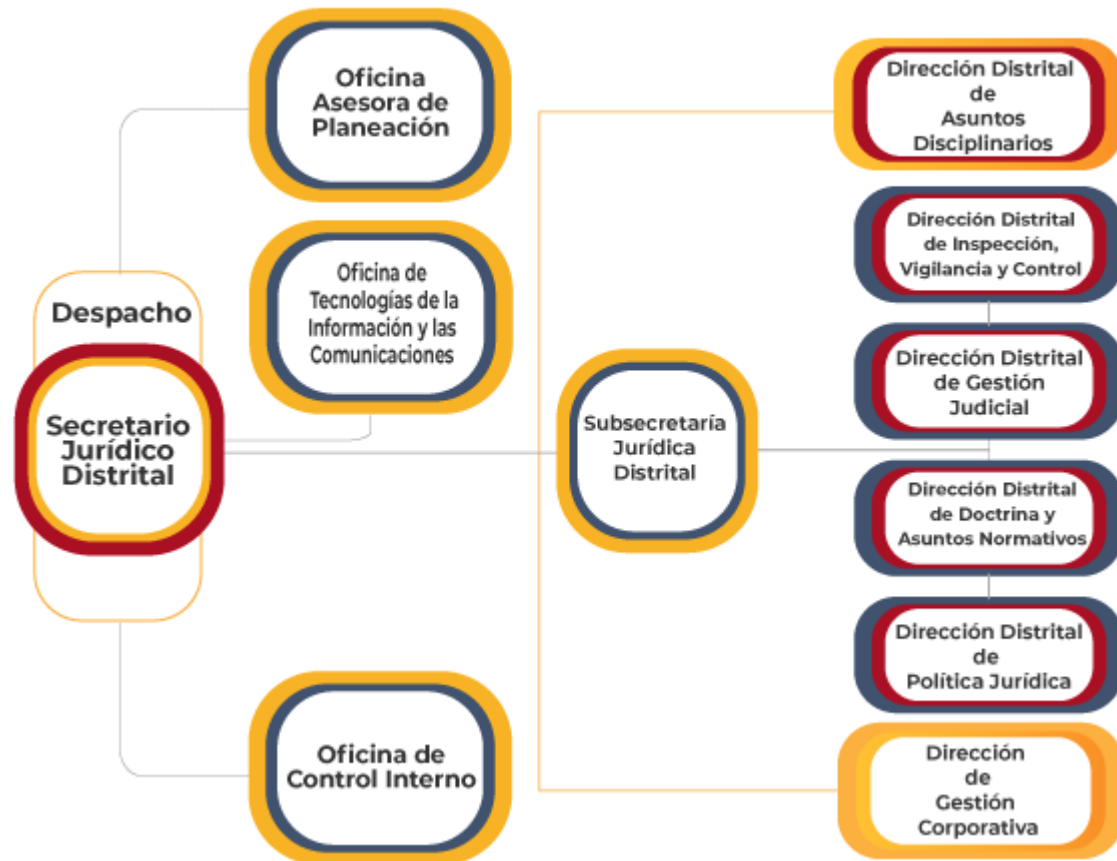 Oficina
Asesora de
Planeación
Oficina de
Tecnologías de la
Información y las
Comunicaciones
Despacho
Secretario
Jurídico
Distrital
Oficina de
Control Interno
Subsecretaría
Jurídica
Distrital
Dirección Distrital
de
Asuntos
Disciplinarios
Dirección Distrital
de Inspección,
Vigilancia y Control
Dirección Distrital
de Gestión
Judicial
Dirección Distrital
de Doctrina y
Asuntos Normativos
Dirección Distrital
de
Política Jurídica
Dirección
de
Gestión
Corporativa